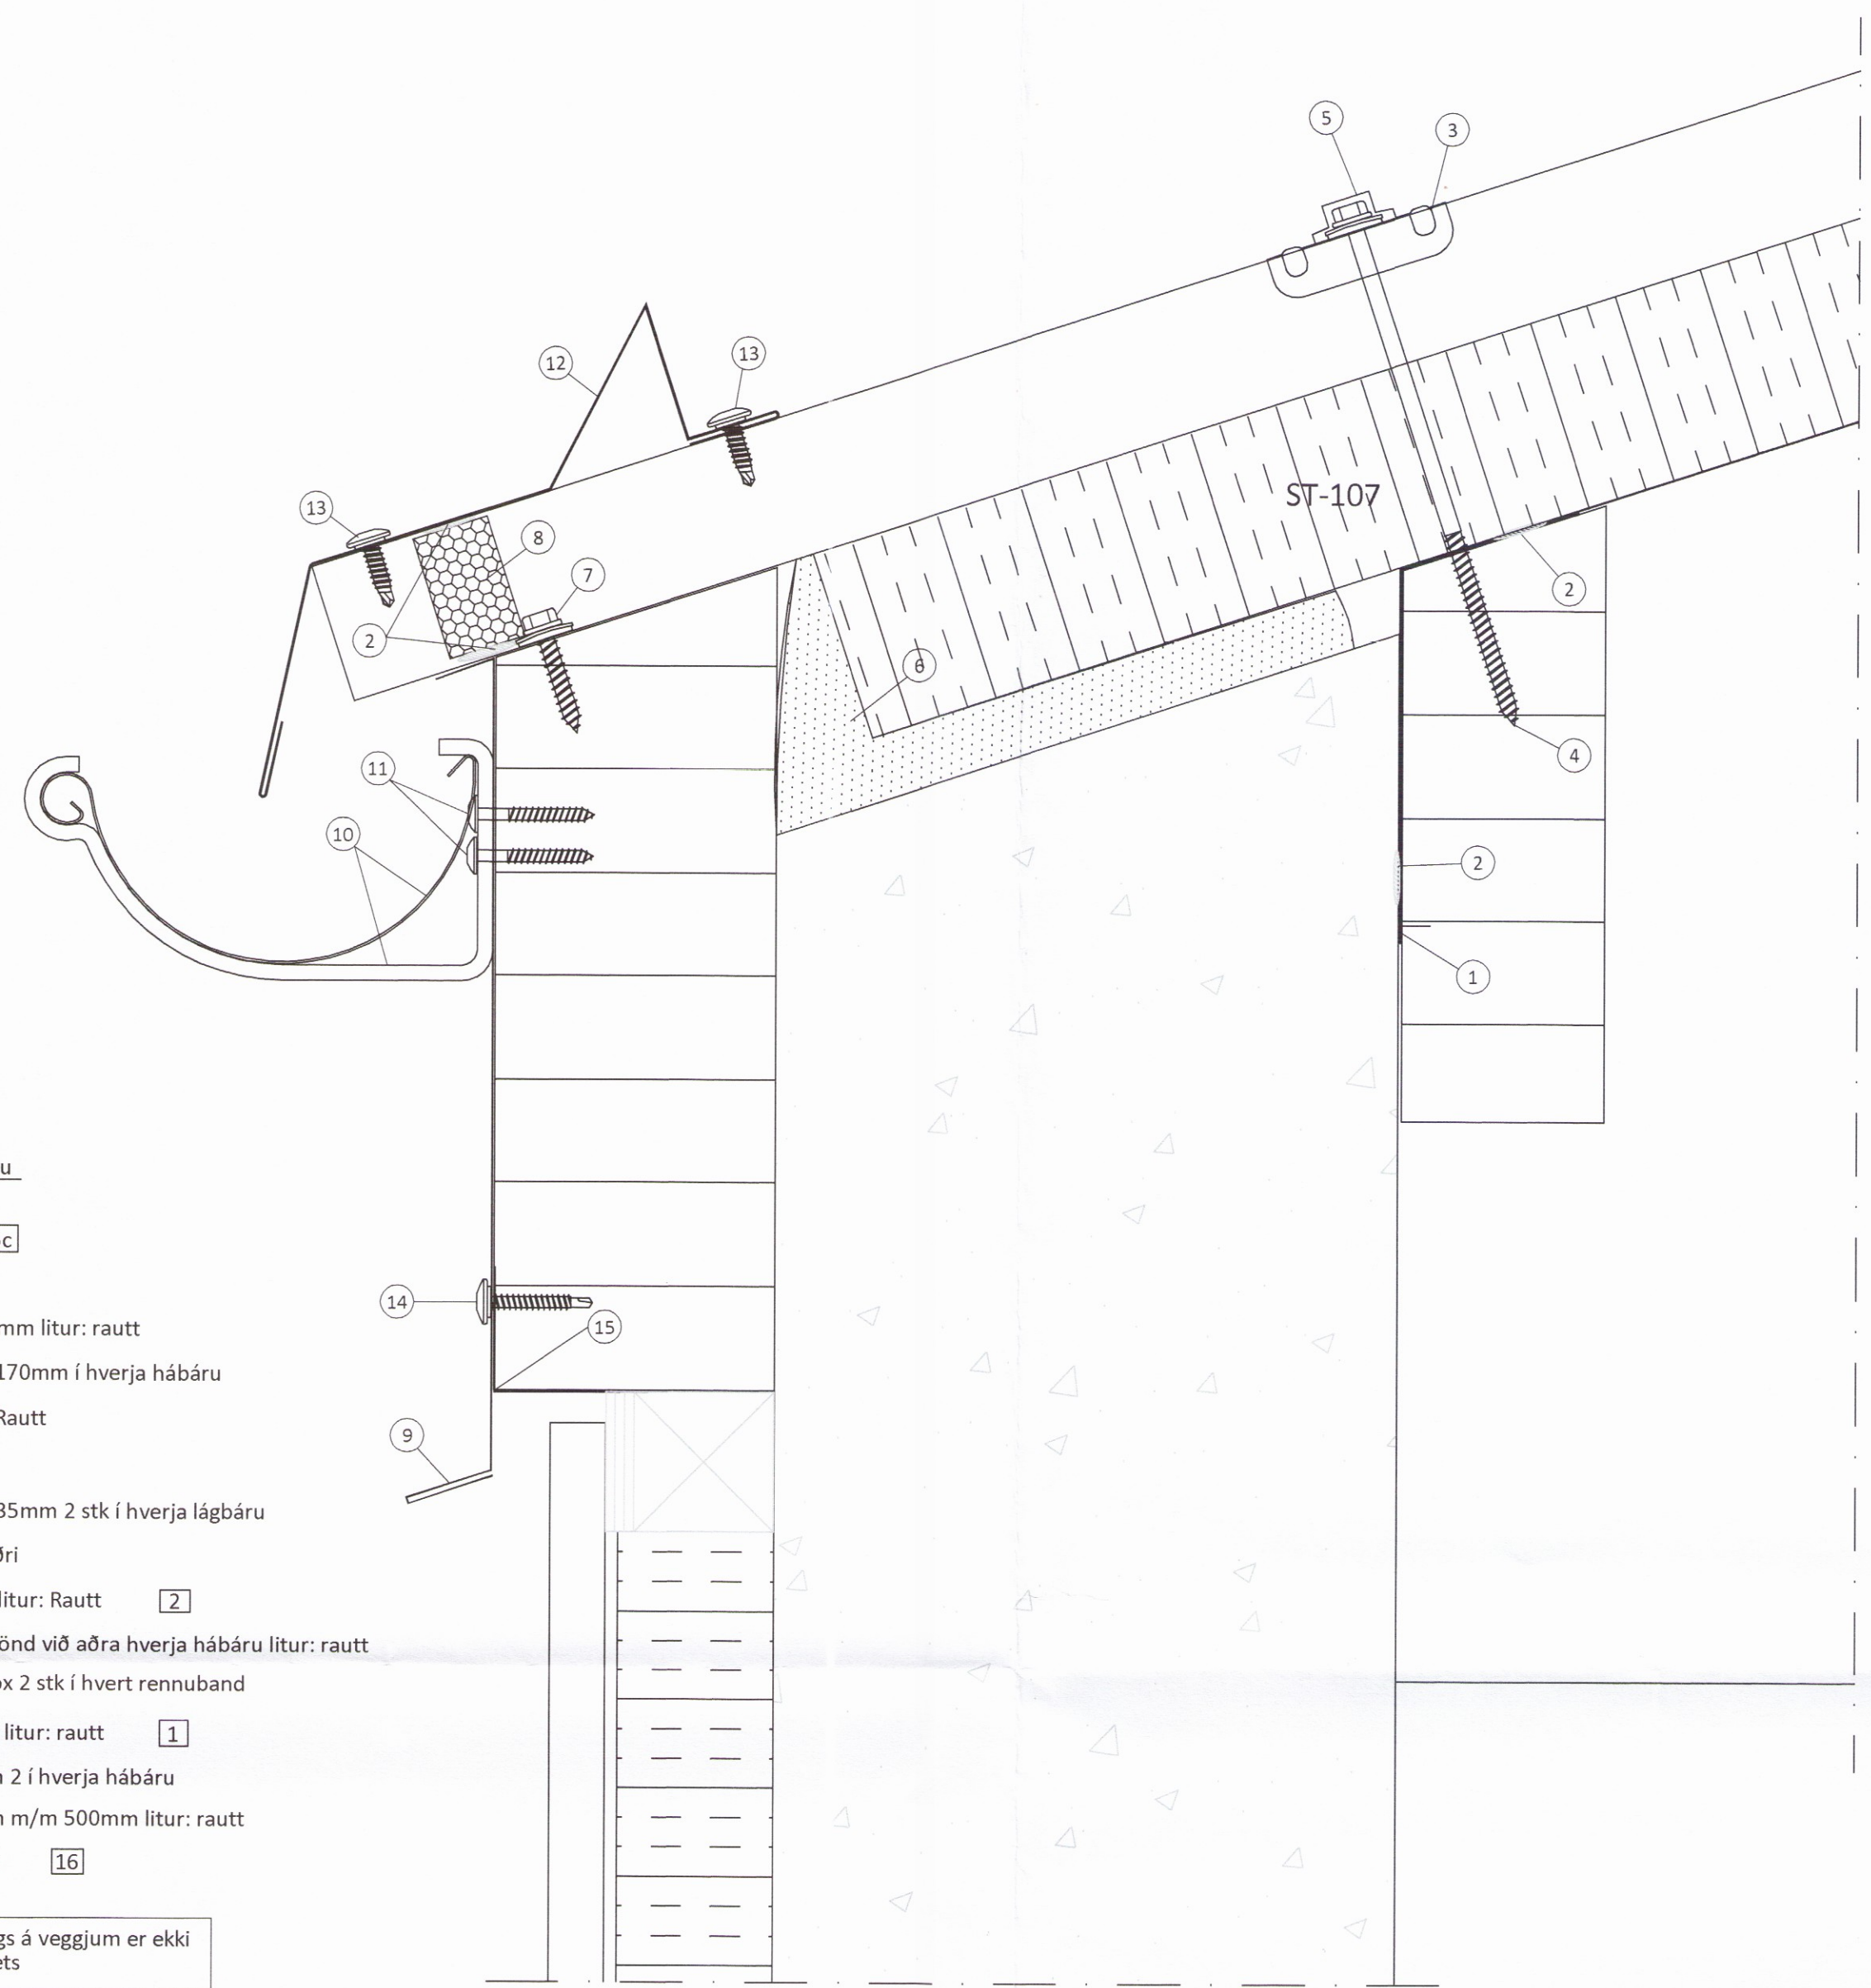 5
3
12
13
13
8
7
ST-107
2
2
6
11
4
10
2
1
u
c
14
mm litur: rautt
15
170mm í hverja hábáru
Rautt
9
35mm 2 stk í hverja lágbáru
ðri
litur: Rautt 2
önd við aðra hverja hábáru litur: rautt
ox 2 stk í hvert rennuband
litur: rautt 1
2 í hverja hábáru
m/m 500mm litur: rautt
16
gs á veggjum er ekki
ets